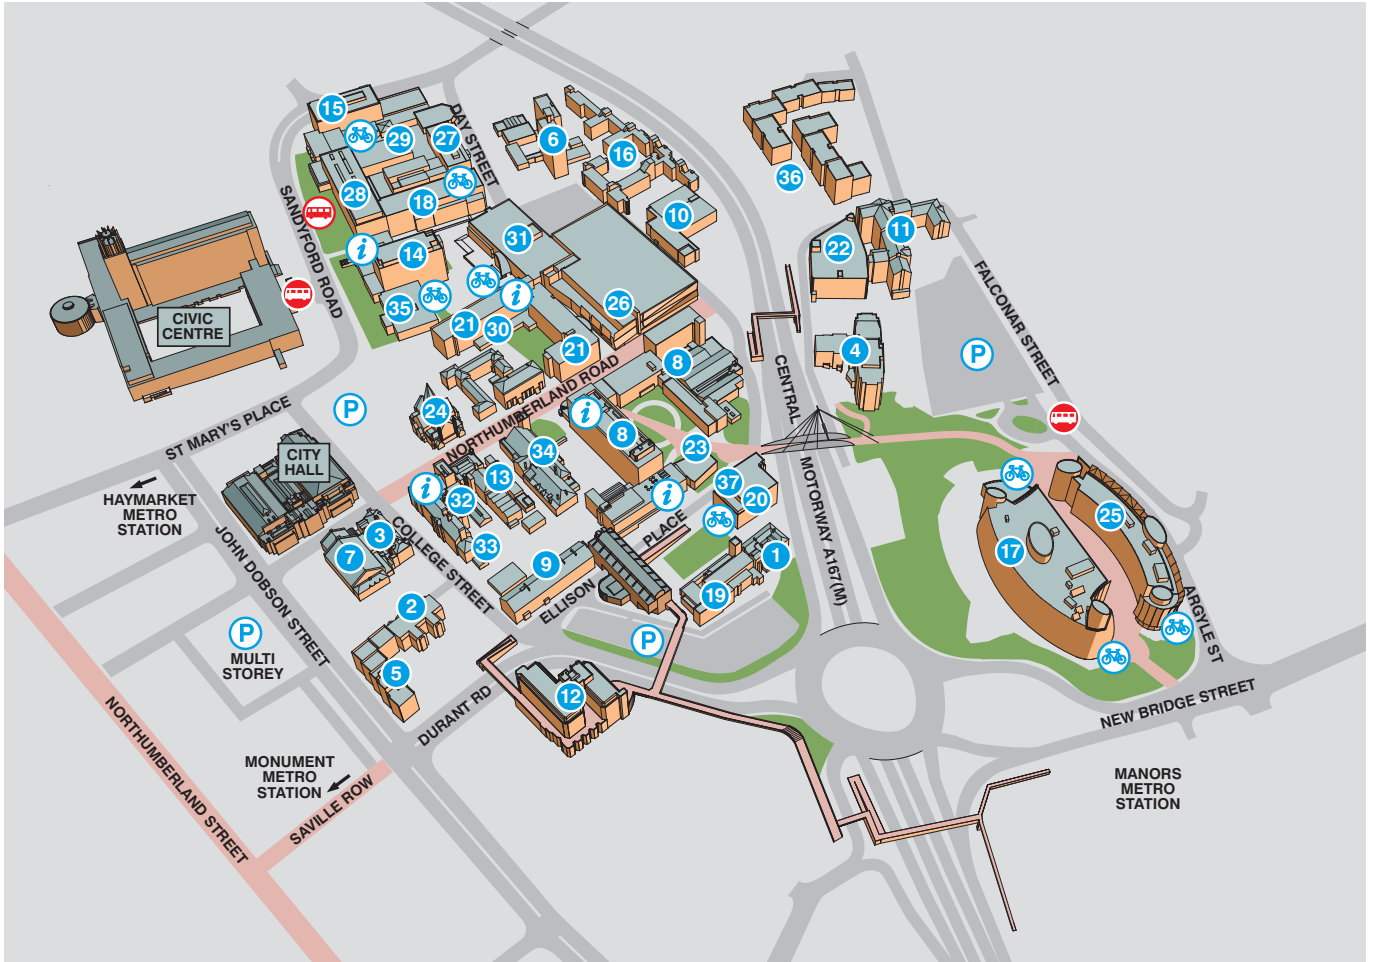 15
29
27
DAY STREET
6
16
36
28
18
10
SANDYFORD ROAD
i
14
31
22
11
35
i
26
FALCONAR STREET
CIVIC
CENTRE
21
30
21
8
4
P
CENTRAL
MOTORWAY A167(M)
P
24
NORTHUMBERLAND ROAD
i
8
ST MARY'S PLACE
CITY
HALL
34
23
HAYMARKET
METRO
STATION
i
32
13
i
37
20
25
7
3
COLLEGE STREET
33
9
PLACE
1
17
JOHN DOBSON STREET
2
ELLISON
19
ARGYLE ST
P
MULTI
STOREY
5
P
12
DURANT RD
NEW BRIDGE STREET
NORTHUMBERLAND STREET
MONUMENT
METRO
STATION
SAVILLE ROW
MANORS
METRO
STATION